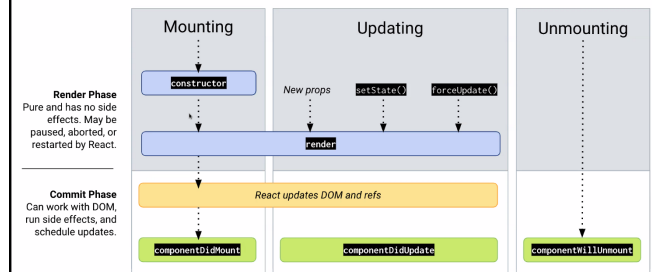 Mounting
Updating
Unmounting
Render Phase
Pure and has no side
effects. May be
paused, aborted, or
restarted by React.
constructor
New props
setState()
forceUpdate()
render
Commit Phase
Can work with DOM,
run side effects, and
schedule updates.
React updates DOM and refs
componentDidMount
componentDidUpdate
componentWillUnmount